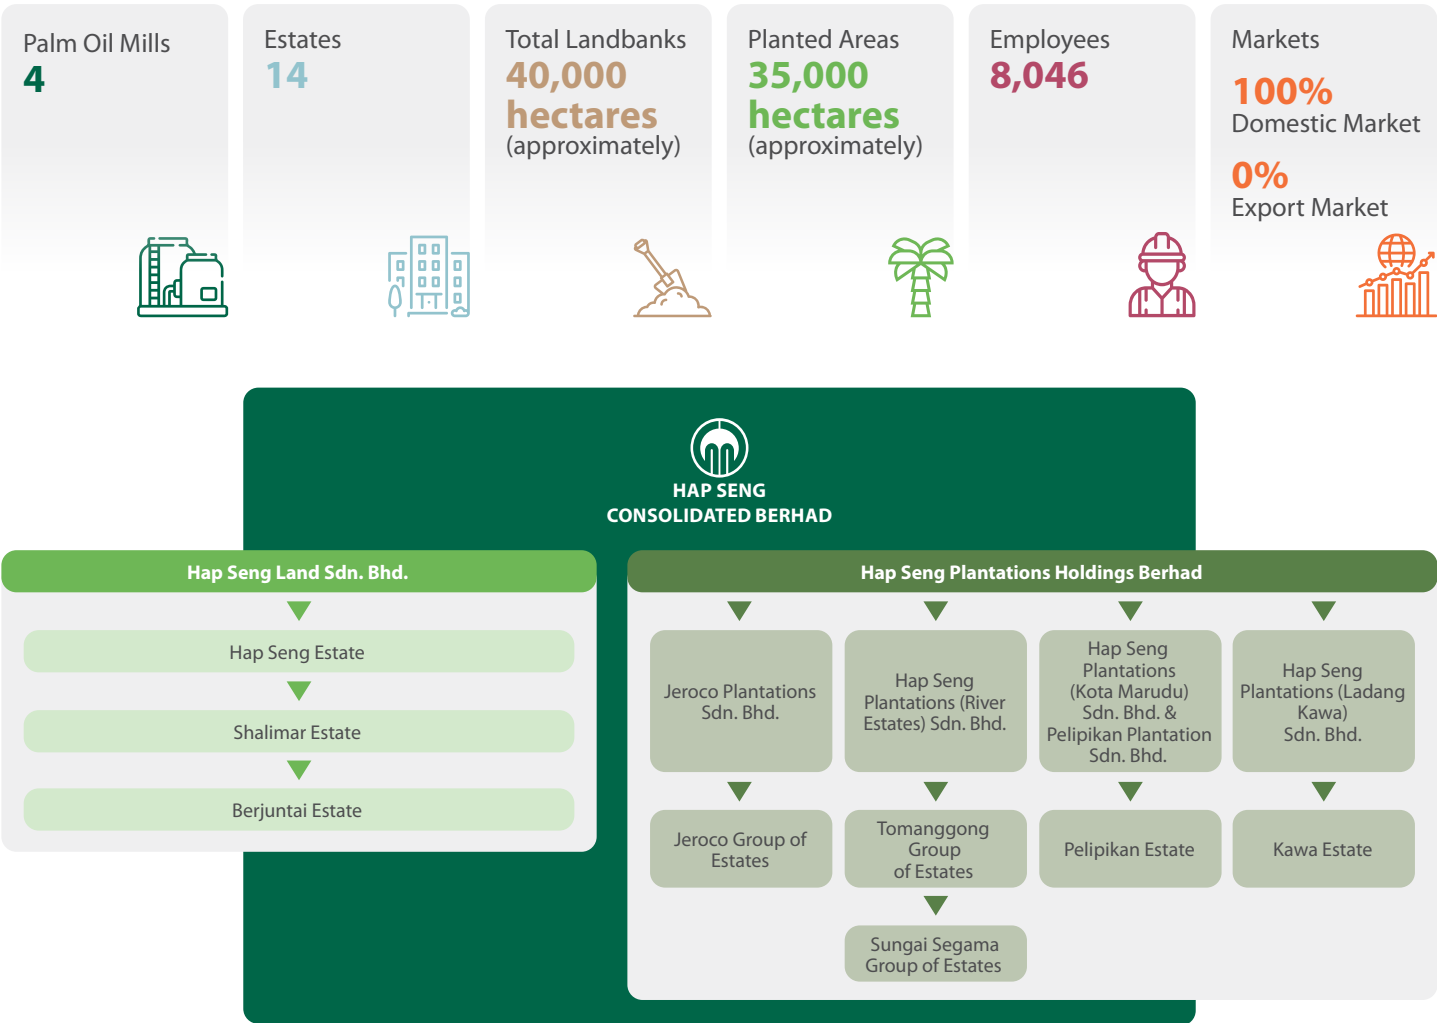 Palm Oil Mills
4
Estates
14
Total Landbanks
40,000
hectares
(approximately)
Planted Areas
35,000
hectares
(approximately)
Employees
8,046
Markets
100%
Domestic Market
0%
Export Market
HAP SENG
CONSOLIDATED BERHAD
Hap Seng Land Sdn. Bhd.
Hap Seng Estate
Shalimar Estate
Berjuntai Estate
Hap Seng Plantations Holdings Berhad
Jeroco Plantations
Sdn. Bhd.
Jeroco Group of
Estates
Hap Seng
Plantations (River
Estates) Sdn. Bhd.
Tomanggong
Group
of Estates
Sungai Segama
Group of Estates
Hap Seng
Plantations
(Kota Marudu)
Sdn. Bhd. &
Pelipikan Plantation
Sdn. Bhd.
Pelipikan Estate
Hap Seng
Plantations (Ladang
Kawa)
Sdn. Bhd.
Kawa Estate